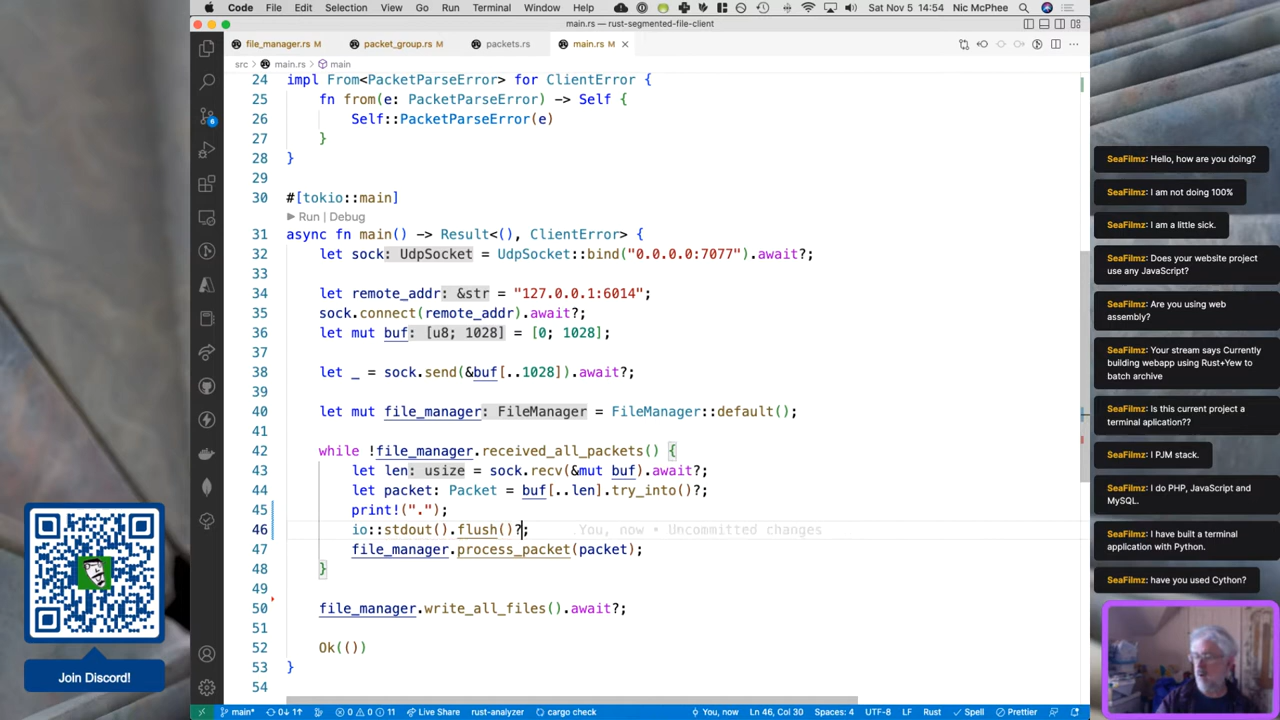 Code File Edit Selection View Go Run Terminal Window Help Sat Nov 5 14:54 Nic McPhee
main.rs — rust-segmented-file-client
file_manager.rs M packet_group.rs M packets.rs main.rs M
src > main.rs > main
24 impl From<PacketParseError> for ClientError {
25 fn from(e: PacketParseError) -> Self {
26 Self::PacketParseError(e)
27 }
28 }
29
30 #[tokio::main]
Run | Debug
31 async fn main() -> Result<(), ClientError> {
32 let sock: UdpSocket = UdpSocket::bind("0.0.0.0:7077").await?;
33
34 let remote_addr: &str = "127.0.0.1:6014";
35 sock.connect(remote_addr).await?;
36 let mut buf: [u8; 1028] = [0; 1028];
37
38 let _ = sock.send(&buf[..1028]).await?;
39
40 let mut file_manager: FileManager = FileManager::default();
41
42 while !file_manager.received_all_packets() {
43 let len: usize = sock.recv(&mut buf).await?;
44 let packet: Packet = buf[..len].try_into()?;
45 print!(".");
46 io::stdout().flush()?; You, now • Uncommitted changes
47 file_manager.process_packet(packet);
48 }
49
50 file_manager.write_all_files().await?;
51
52 Ok(())
53 }
54
6
main* 0↓ 1↑ 0 0 11 Live Share rust-analyzer cargo check You, now Ln 46, Col 30 Spaces: 4 UTF-8 LF Rust Spell Prettier
Join Discord!
SeaFilmz: Hello, how are you doing?
SeaFilmz: I am not doing 100%
SeaFilmz: I am a little sick.
SeaFilmz: Does your website project
use any JavaScript?
SeaFilmz: Are you using web
assembly?
SeaFilmz: Your stream says Currently
building webapp using Rust+Yew to
batch archive
SeaFilmz: Is this current project a
terminal aplication??
SeaFilmz: I PJM stack.
SeaFilmz: I do PHP, JavaScript and
MySQL.
SeaFilmz: I have built a terminal
application with Python.
SeaFilmz: have you used Cython?